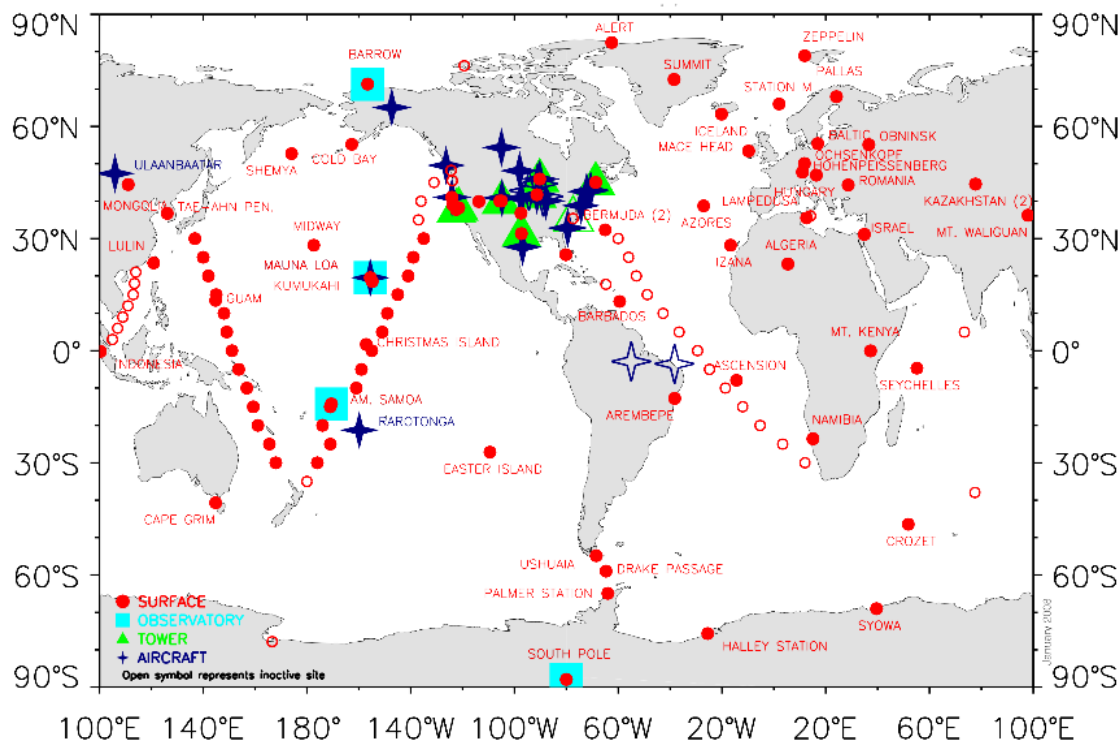 90°N
90°N
ALERT
ZEPPELIN
BARROW
SUMMIT
PALLAS
STATION M
60°N
60°N
ICELAND
BALTIC
OBNINSK
ULAANBAATAR
SHEMYA
COLD BAY
MACE HEAD
OCHSENKOPF
HOHENPEISSENBERG
MONGOLIA
TAE-AHN PEN.
HUNGARY
ROMANIA
BERMUDA (2)
AZORES
LAMPEDUSA
KAZAKHSTAN (2)
MIDWAY
ISRAEL
MT. WALIGUAN
30°N
30°N
LULIN
ALGERIA
IZANA
MAUNA LOA
KUMUKAHI
GUAM
BARBADOS
MT. KENYA
CHRISTMAS ISLAND
0°
0°
INDONESIA
ASCENSION
SEYCHELLES
AM. SAMOA
AREMBEPE
RAROTONGA
NAMIBIA
30°S
30°S
EASTER ISLAND
CAPE GRIM
CROZET
USHUAIA
DRAKE PASSAGE
60°S
60°S
PALMER STATION
SURFACE
OBSERVATORY
TOWER
AIRCRAFT
Open symbol represents inactive site
SYOWA
HALLEY STATION
SOUTH POLE
January 2008
90°S
90°S
100°E
140°E
180°
140°W
100°W
60°W
20°W
20°E
60°E
100°E